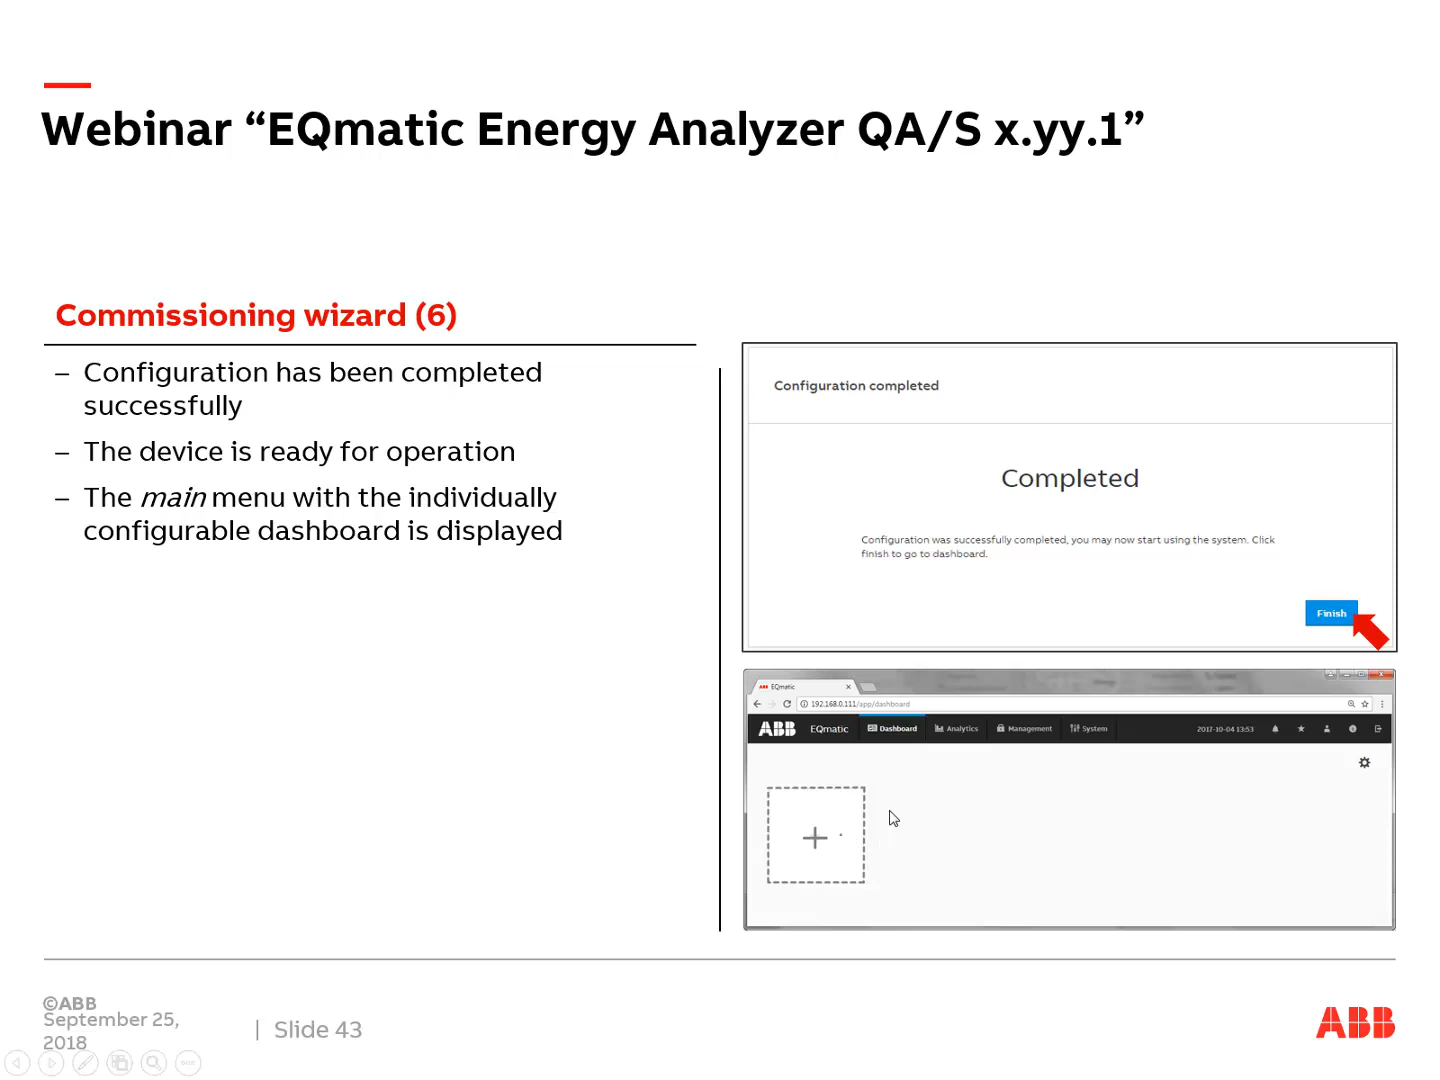 Webinar “EQmatic Energy Analyzer QA/S x.yy.1”
Commissioning wizard (6)
– Configuration has been completed
successfully
– The device is ready for operation
– The main menu with the individually
configurable dashboard is displayed
Configuration completed
Completed
Configuration was successfully completed, you may now start using the system. Click
finish to go to dashboard.
Finish
ABB EQmatic
192.168.0.111/app/dashboard
ABB EQmatic Dashboard Analytics Management System 2017-10-04 13:53
©ABB
September 25,
2018
| Slide 43
ABB